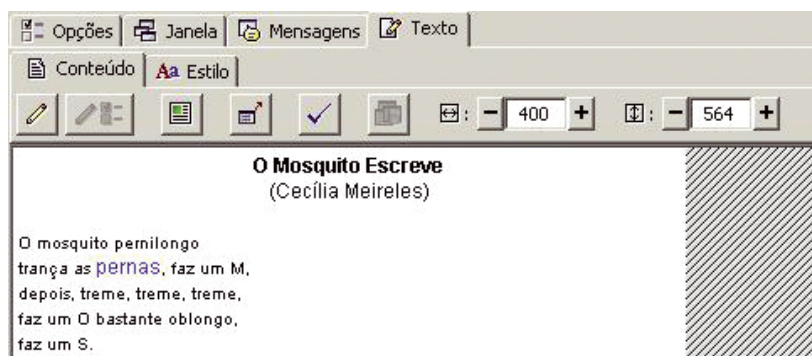 Opções Janela Mensagens Texto
Conteúdo Aa Estilo
: − 400 + : − 564 +
O Mosquito Escreve
(Cecília Meireles)
O mosquito pernilongo
trança as pernas, faz um M,
depois, treme, treme, treme,
faz um O bastante oblongo,
faz um S.